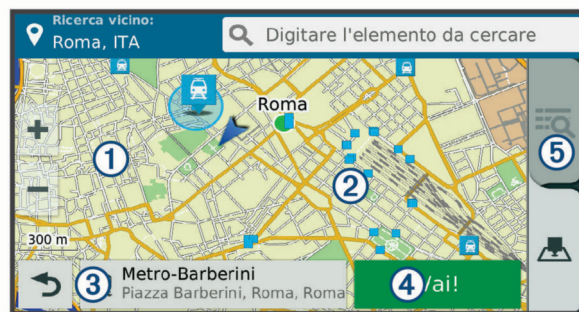 Ricerca vicino:
Roma, ITA
Digitare l'elemento da cercare
Roma
1
2
5
300 m
3
Metro-Barberini
Piazza Barberini, Roma, Roma
4
/ai!